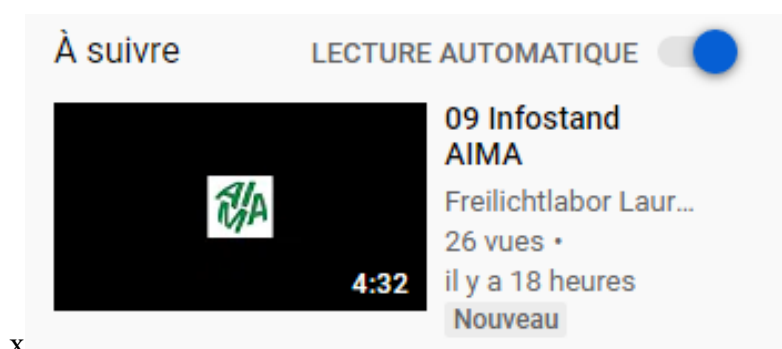 À suivre LECTURE AUTOMATIQUE
09 Infostand
AIMA
AIMA
Freilichtlabor Laur...
26 vues •
4:32 il y a 18 heures
Nouveau
x